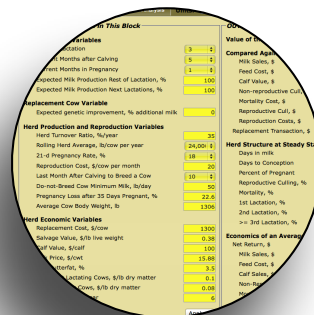 In This Block
Variables
3
Months after Calving 5
Months in Pregnancy 1
Expected Milk Production Rest of Lactation, % 100
Expected Milk Production Next Lactations, % 100
Replacement Cow Variable
Expected genetic improvement, % additional milk 0
Herd Production and Reproduction Variables
Herd Turnover Ratio, %/year 35
Rolling Herd Average, lb/cow per year 24,00
21-d Pregnancy Rate, % 18
Reproduction Cost, $/cow per month 20
Last Month After Calving to Breed a Cow 10
Do-not-Breed Cow Minimum Milk, lb/day 50
Pregnancy Loss after 35 Days Pregnant, % 22.6
Average Cow Body Weight, lb 1306
Herd Economic Variables
Replacement Cost, $/cow 1300
Salvage Value, $/lb live weight 0.38
Calf Value, $/calf 100
Price, $/cwt 15.88
tterfat, % 3.5
Lactating Cows, $/lb dry matter 0.1
Cows, $/lb dry matter 0.08
6
Value of th
Compared Agai
Milk Sales, $
Feed Cost, $
Calf Value, $
Non-reproductive Cull,
Mortality Cost, $
Reproductive Cull, $
Reproduction Costs, $
Replacement Transaction, $
Herd Structure at Steady Sta
Days in milk
Days to Conception
Percent of Pregnant
Reproductive Culling, %
Mortality, %
1st Lactation, %
2nd Lactation, %
>= 3rd Lactation, %
Economics of an Average
Net Return, $
Milk Sales, $
Feed Cost, $
Calf Sales, $